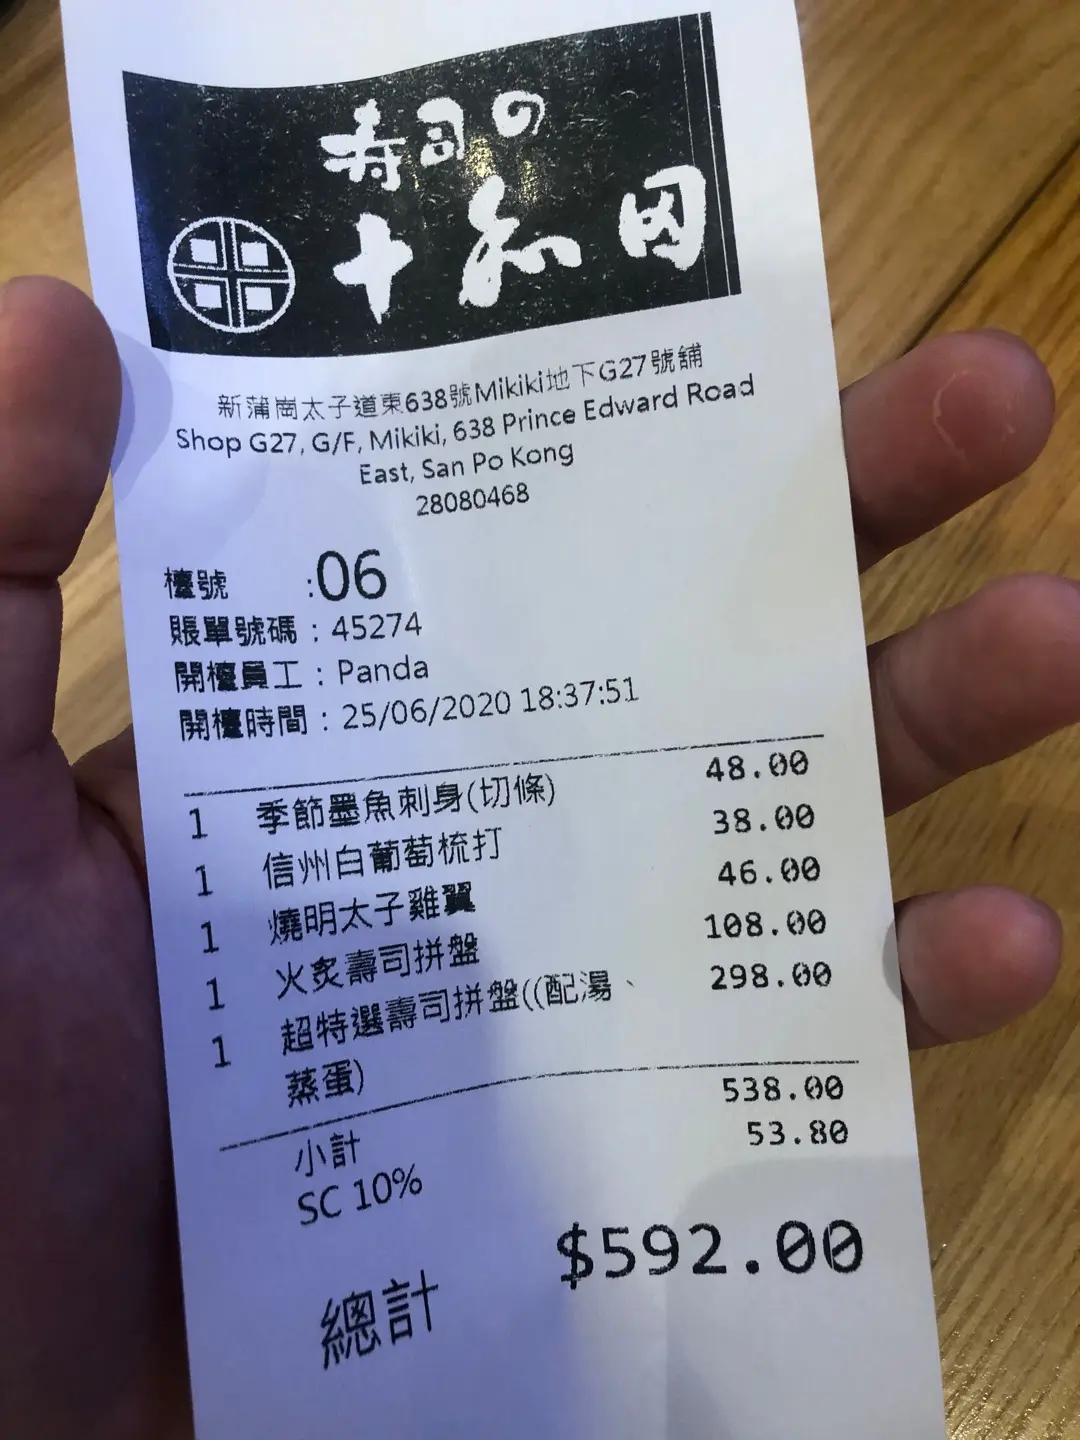 寿司の
十和田
新蒲崗太子道東638號Mikiki地下G27號舖
Shop G27, G/F, Mikiki, 638 Prince Edward Road
East, San Po Kong
28080468
檯號 :06
賬單號碼 : 45274
開檯員工 : Panda
開檯時間 : 25/06/2020 18:37:51
1 季節墨魚刺身(切條) 48.00
1 信州白葡萄梳打 38.00
1 燒明太子雞翼 46.00
1 火炙壽司拼盤 108.00
1 超特選壽司拼盤((配湯、 298.00
蒸蛋)
小計 538.00
SC 10% 53.80
總計 $592.00